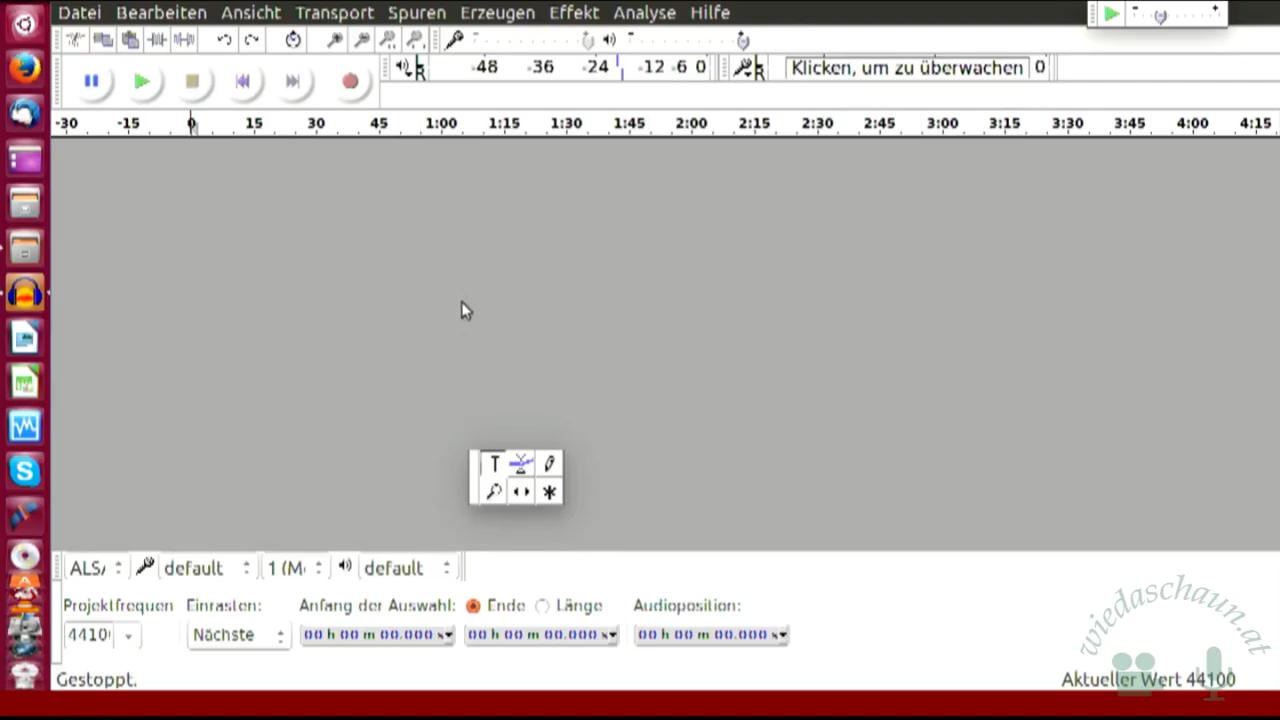 Datei Bearbeiten Ansicht Transport Spuren Erzeugen Effekt Analyse Hilfe
-48 -36 -24 -12 -6 0 Klicken, um zu überwachen 0
-30 -15 0 15 30 45 1:00 1:15 1:30 1:45 2:00 2:15 2:30 2:45 3:00 3:15 3:30 3:45 4:00 4:15
ALSA default 1 (Mo default
Projektfrequen Einrasten: Anfang der Auswahl: Ende Länge Audioposition:
44100 Nächste 00 h 00 m 00.000 s 00 h 00 m 00.000 s 00 h 00 m 00.000 s
Gestoppt. Aktueller Wert 44100
wiedaschaun.at